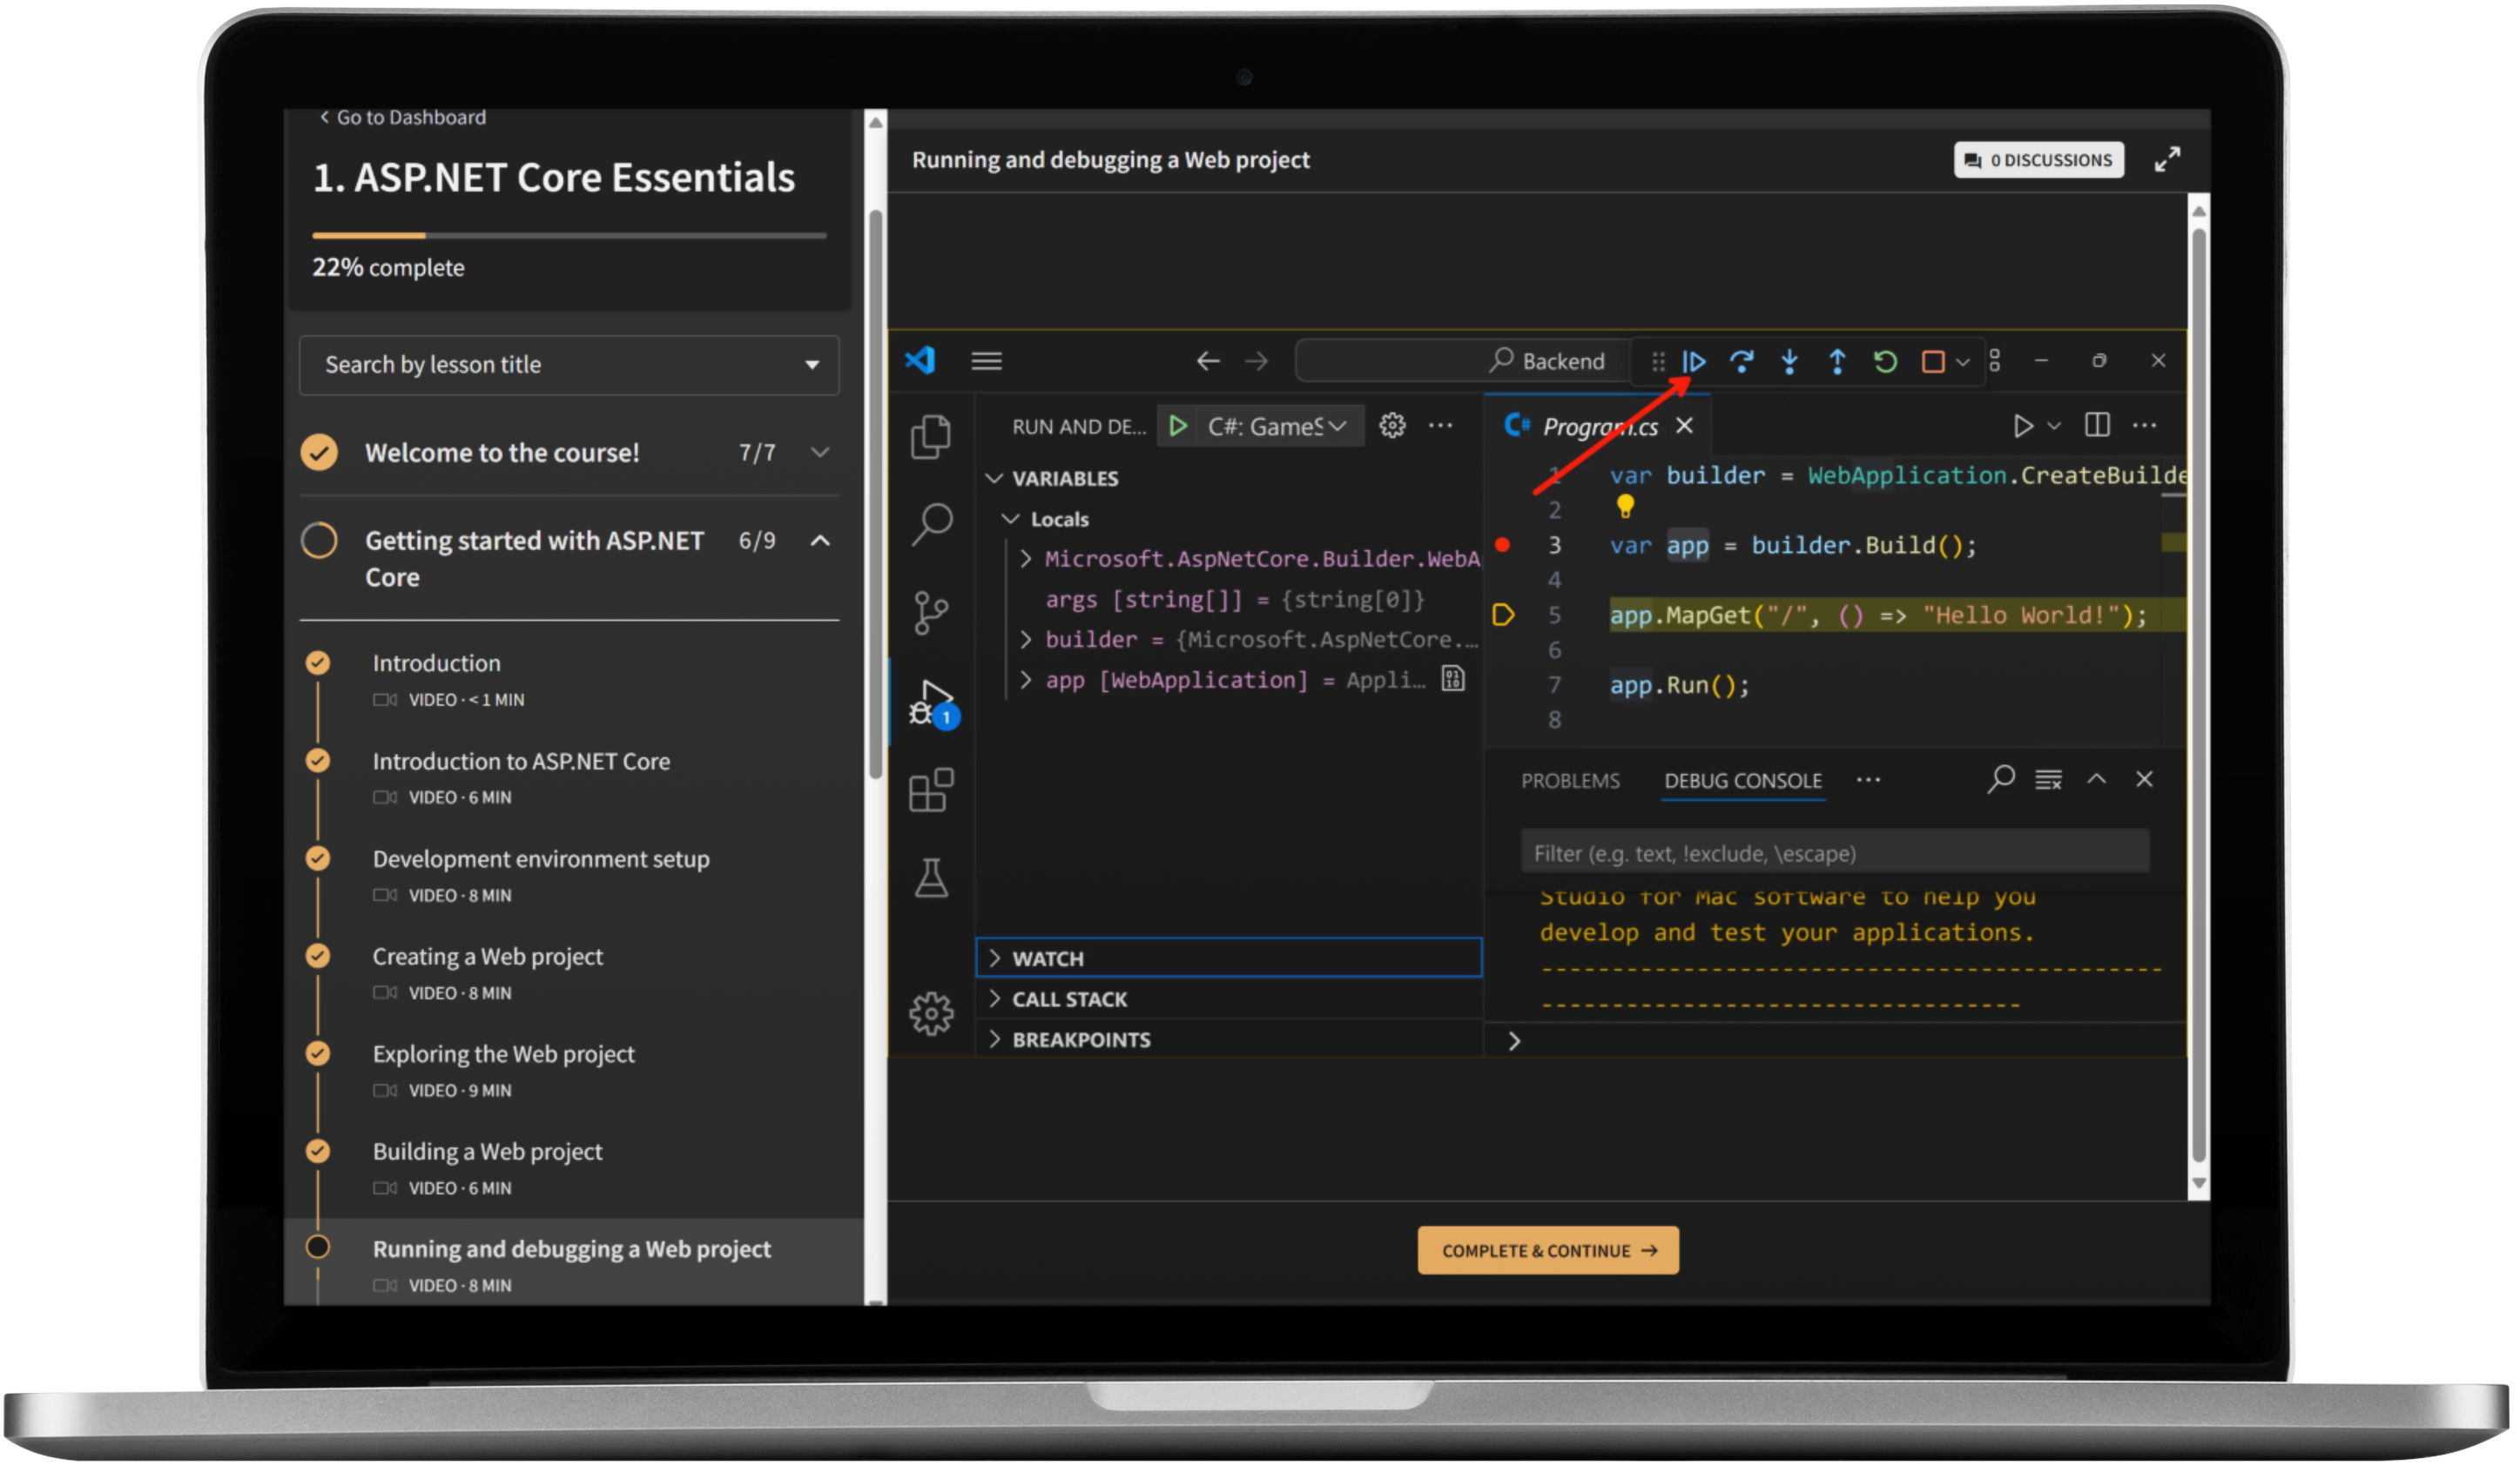 Go to Dashboard
1. ASP.NET Core Essentials
22% complete
Search by lesson title
Welcome to the course! 7/7
Getting started with ASP.NET 6/9
Core
Introduction
VIDEO · < 1 MIN
Introduction to ASP.NET Core
VIDEO · 6 MIN
Development environment setup
VIDEO · 8 MIN
Creating a Web project
VIDEO · 8 MIN
Exploring the Web project
VIDEO · 9 MIN
Building a Web project
VIDEO · 6 MIN
Running and debugging a Web project
VIDEO · 8 MIN
Running and debugging a Web project
0 DISCUSSIONS
Backend
RUN AND DE...
C#: GameS
VARIABLES
Locals
Microsoft.AspNetCore.Builder.WebA
args [string[]] = {string[0]}
builder = {Microsoft.AspNetCore....
app [WebApplication] = Appli...
1
WATCH
CALL STACK
BREAKPOINTS
C# Program.cs
1 var builder = WebApplication.CreateBuilde
2
3 var app = builder.Build();
4
5 app.MapGet("/", () => "Hello World!");
6
7 app.Run();
8
PROBLEMS DEBUG CONSOLE
Filter (e.g. text, !exclude, \escape)
Studio for Mac software to help you
develop and test your applications.
-------------------------------------------
---------------------------------
COMPLETE & CONTINUE →